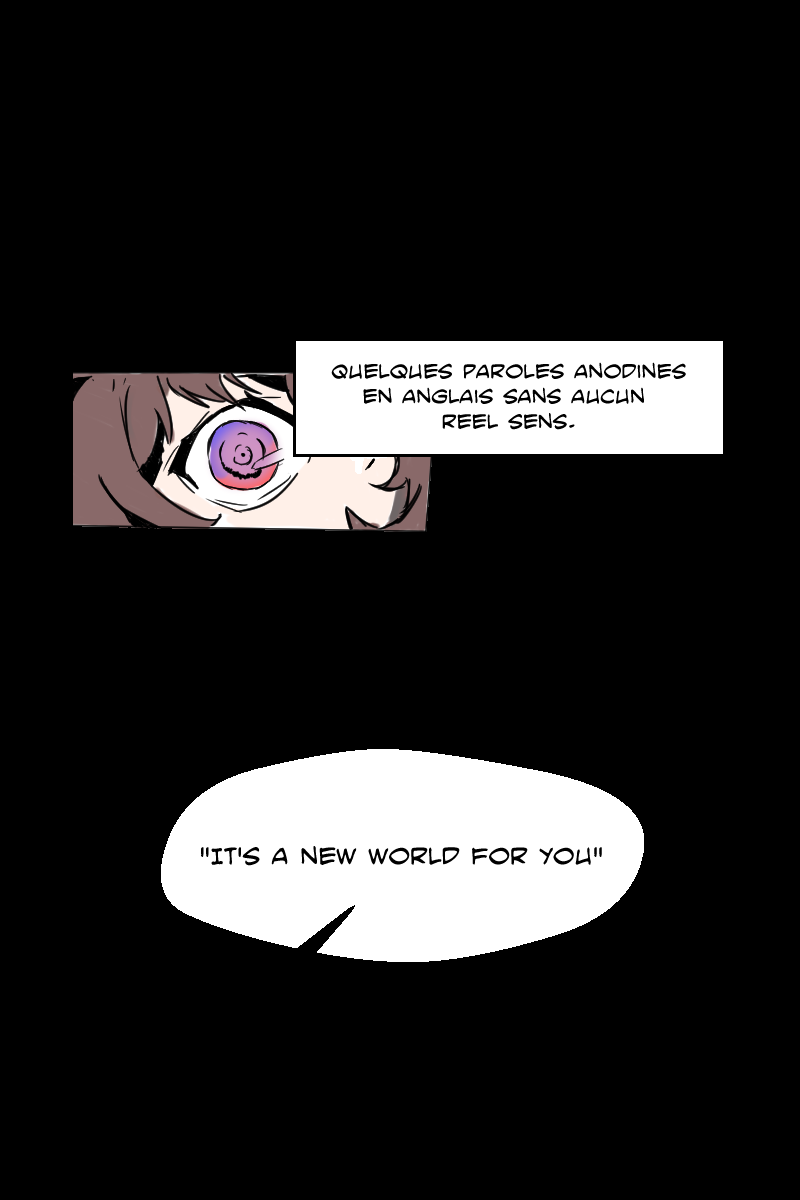 QUELQUES PAROLES ANODINES
EN ANGLAIS SANS AUCUN
REEL SENS.
"IT'S A NEW WORLD FOR YOU"